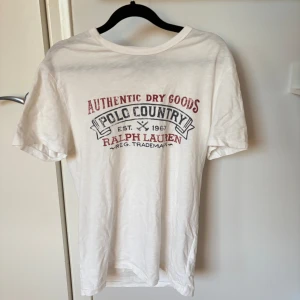 AUTHENTIC DRY GOODS
POLO COUNTRY
EST. 1967
RALPH LAUREN
REG. TRADEMARK